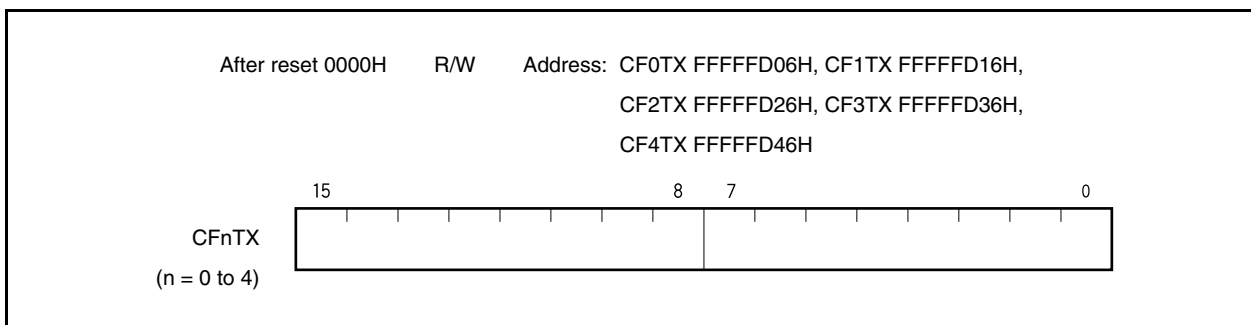 After reset 0000H R/W Address: CF0TX FFFFFD06H, CF1TX FFFFFD16H,
CF2TX FFFFFD26H, CF3TX FFFFFD36H,
CF4TX FFFFFD46H
15 8 7 0
CFnTX
(n = 0 to 4)